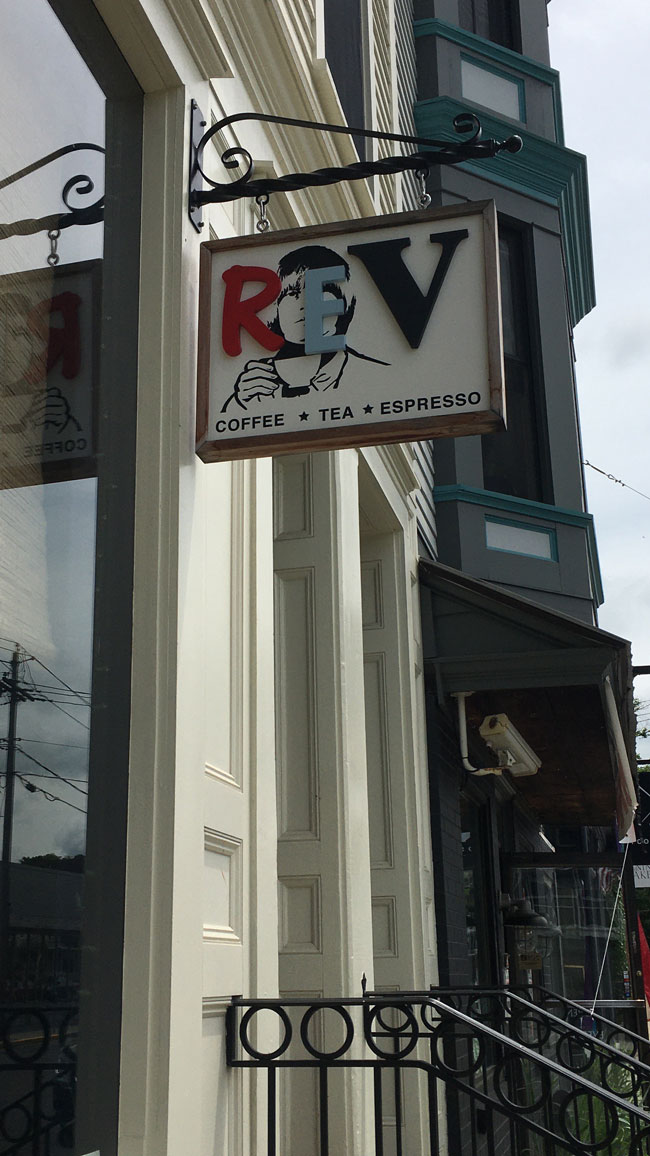 REV
COFFEE ★ TEA ★ ESPRESSO